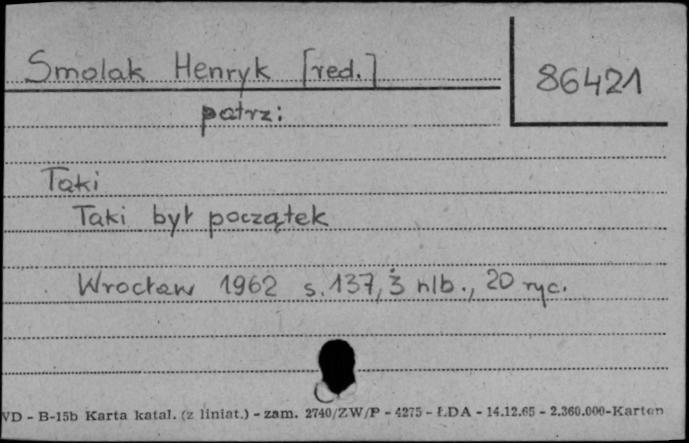 Smolak Henryk [red.]
86421
patrz:
Taki
Taki był początek
Wrocław 1962 s. 137, 3 nlb., 20 ryc.
VD - B-15b Karta katal. (z liniat.) - zam. 2740/ZW/P - 4275 - ŁDA - 14.12.65 - 2.360.000-Karton